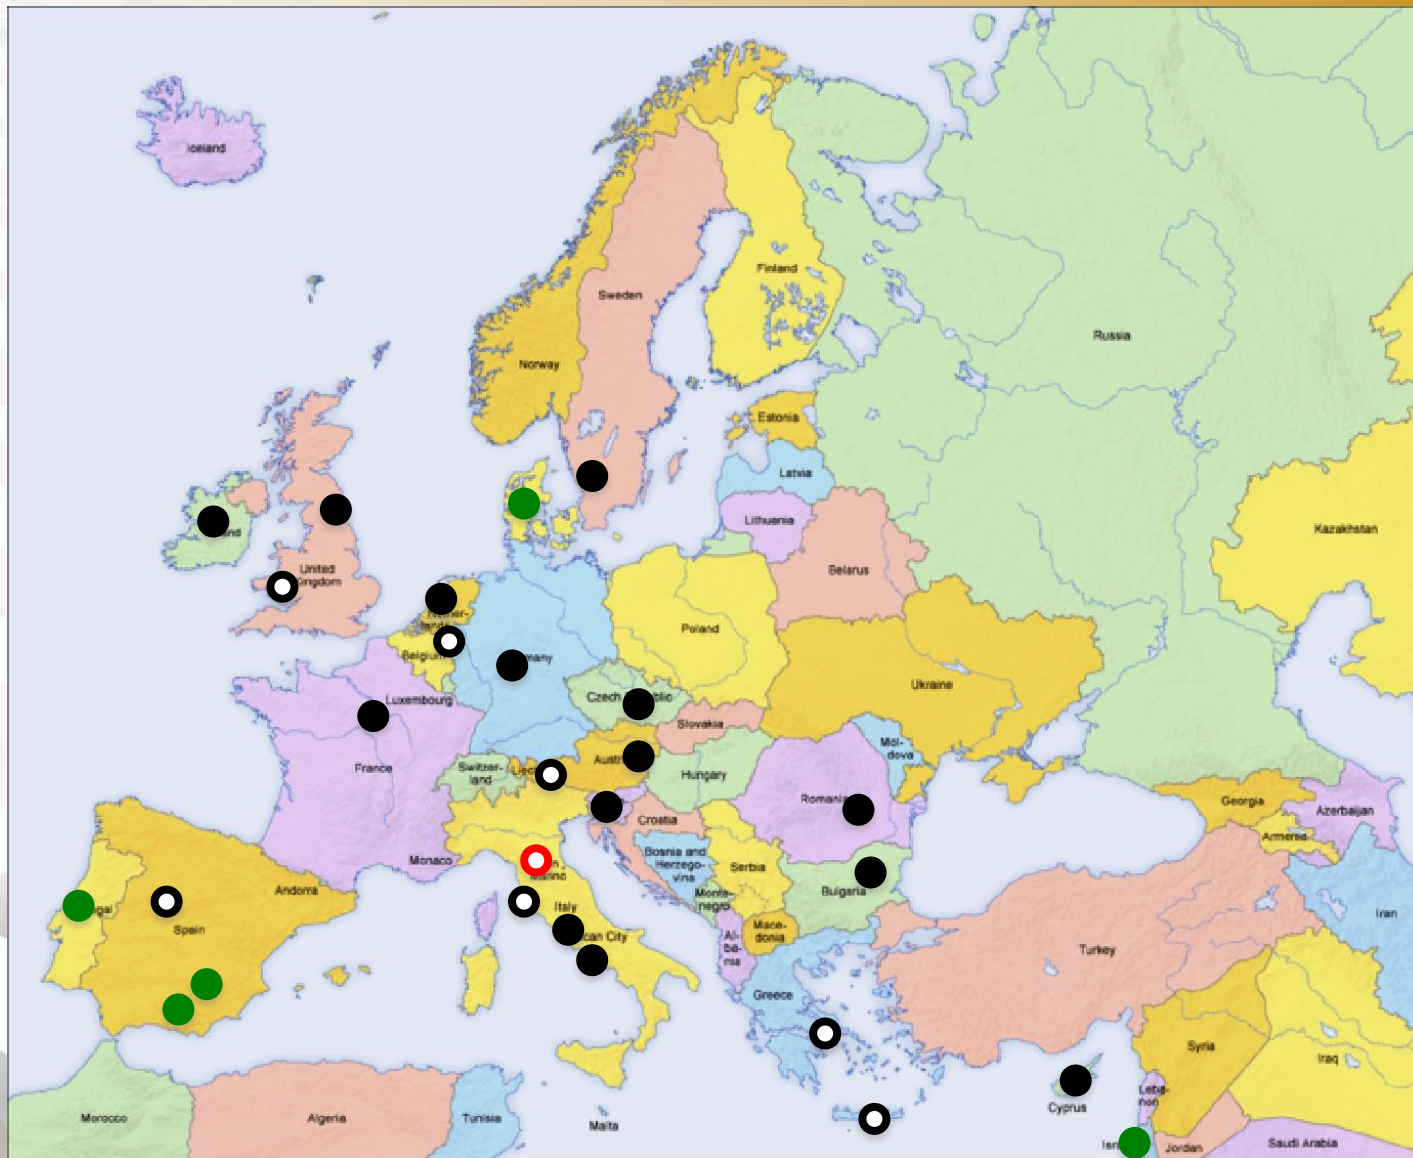 Iceland
Finland
Sweden
Russia
Norway
Estonia
Latvia
Lithuania
Kazakhstan
United
Kingdom
Belarus
Poland
Belgium
Ukraine
Luxembourg
Slovakia
Mol-
dova
France
Switzer-
land
Hungary
Georgia
Azerbaijan
Romania
Croatia
Armenia
Monaco
Bosnia and
Herzego-
vina
Serbia
Andorra
Bulgaria
Monte-
negro
Italy
Iran
Spain
Mace-
donia
Al-
ba-
nia
Turkey
Greece
Syria
Iraq
Leba-
non
Cyprus
Morocco
Algeria
Tunisia
Malta
Jordan
Saudi Arabia